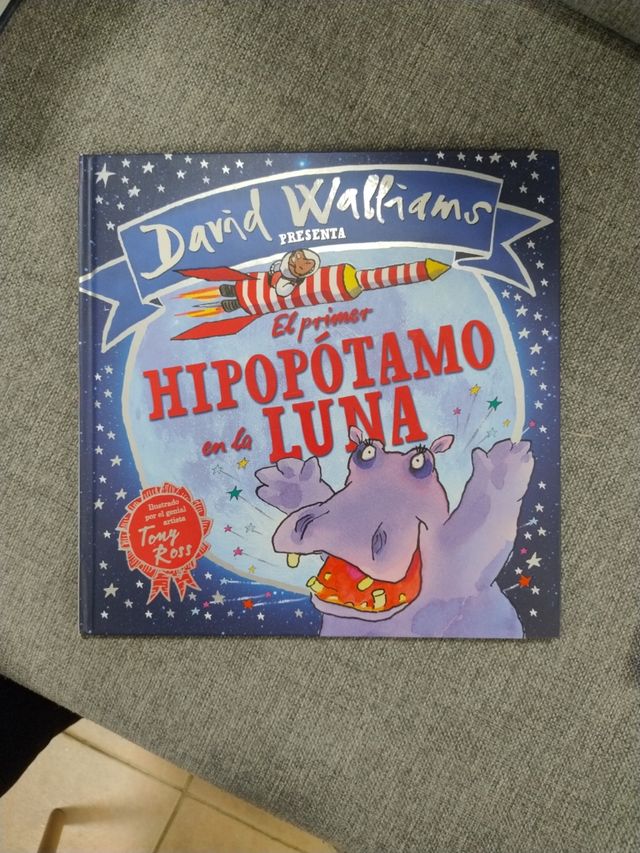 David Walliams
PRESENTA
El primer
HIPOPÓTAMO
en la LUNA
Ilustrado
por el genial
artista
Tony
Ross